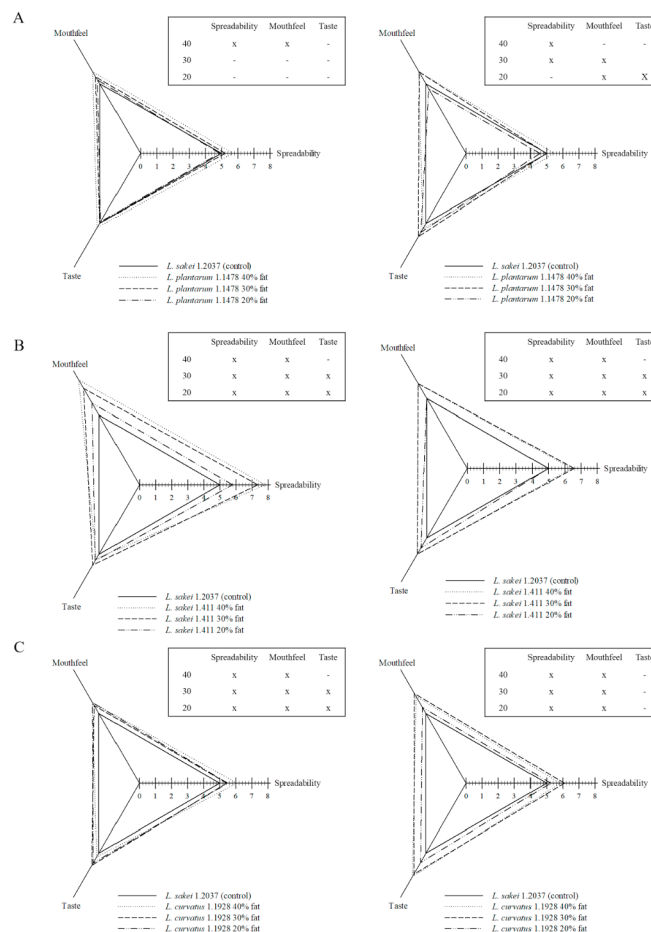 A
Spreadability Mouthfeel Taste
40 x x -
30 - - -
20 - - -
Mouthfeel
Spreadability
0 1 2 3 4 5 6 7 8
Taste
L. sakei 1.2037 (control)
L. plantarum 1.1478 40% fat
L. plantarum 1.1478 30% fat
L. plantarum 1.1478 20% fat
Spreadability Mouthfeel Taste
40 x - -
30 x x
20 - x X
Mouthfeel
Spreadability
0 1 2 3 4 5 6 7 8
Taste
L. sakei 1.2037 (control)
L. plantarum 1.1478 40% fat
L. plantarum 1.1478 30% fat
L. plantarum 1.1478 20% fat
B
Spreadability Mouthfeel Taste
40 x x -
30 x x x
20 x x x
Mouthfeel
Spreadability
0 1 2 3 4 5 6 7 8
Taste
L. sakei 1.2037 (control)
L. sakei 1.411 40% fat
L. sakei 1.411 30% fat
L. sakei 1.411 20% fat
Spreadability Mouthfeel Taste
40 x x -
30 x x x
20 x x x
Mouthfeel
Spreadability
0 1 2 3 4 5 6 7 8
Taste
L. sakei 1.2037 (control)
L. sakei 1.411 40% fat
L. sakei 1.411 30% fat
L. sakei 1.411 20% fat
C
Spreadability Mouthfeel Taste
40 x x -
30 x x x
20 x x x
Mouthfeel
Spreadability
0 1 2 3 4 5 6 7 8
Taste
L. sakei 1.2037 (control)
L. curvatus 1.1928 40% fat
L. curvatus 1.1928 30% fat
L. curvatus 1.1928 20% fat
Spreadability Mouthfeel Taste
40 x x -
30 x x -
20 x x -
Mouthfeel
Spreadability
0 1 2 3 4 5 6 7 8
Taste
L. sakei 1.2037 (control)
L. curvatus 1.1928 40% fat
L. curvatus 1.1928 30% fat
L. curvatus 1.1928 20% fat